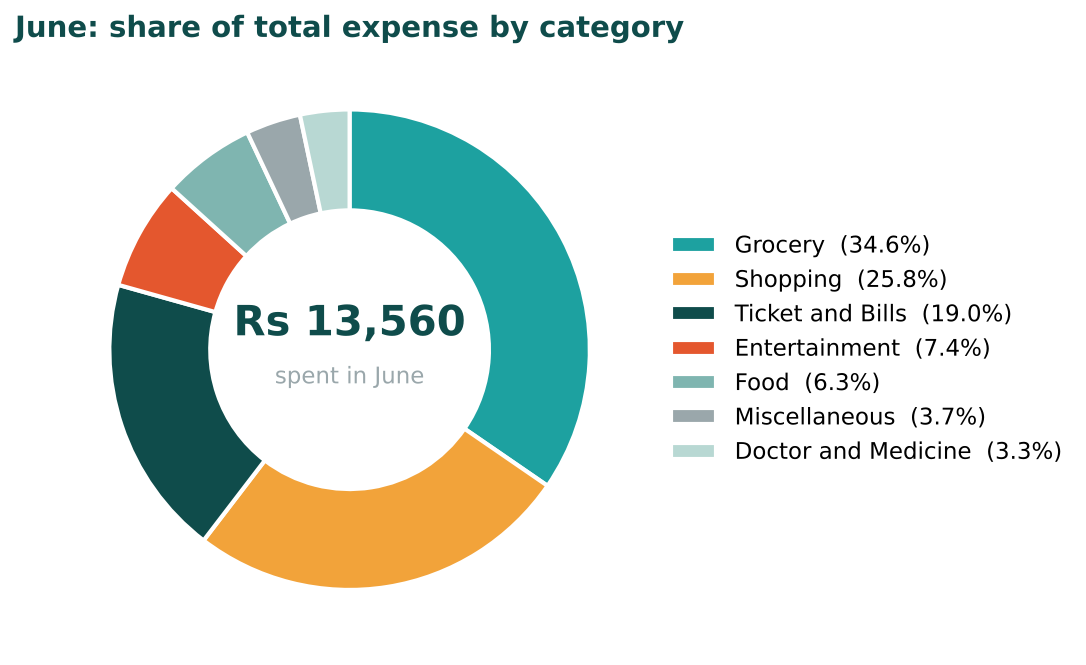 June: share of total expense by category
Rs 13,560
spent in June
Grocery (34.6%)
Shopping (25.8%)
Ticket and Bills (19.0%)
Entertainment (7.4%)
Food (6.3%)
Miscellaneous (3.7%)
Doctor and Medicine (3.3%)